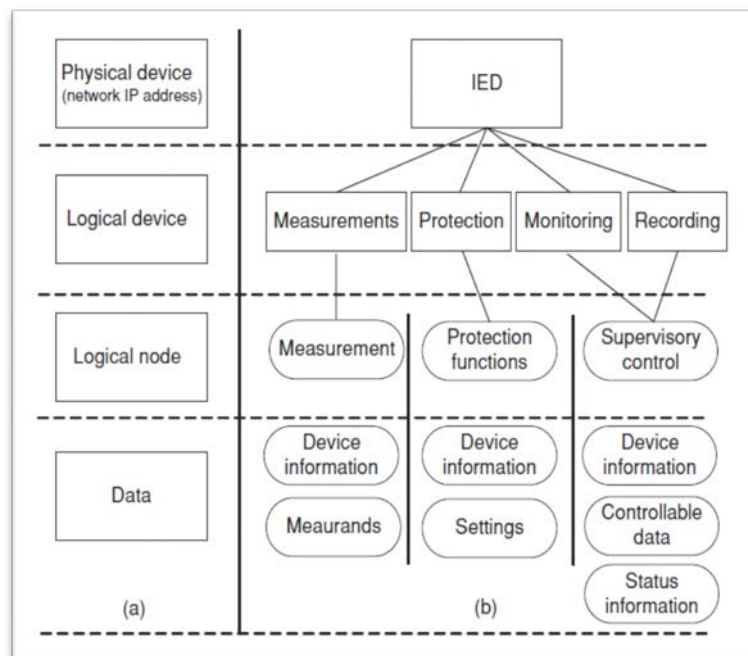 Physical device
(network IP address)
IED
Logical device
Measurements
Protection
Monitoring
Recording
Logical node
Measurement
Protection
functions
Supervisory
control
Data
Device
information
Device
information
Device
information
Meaurands
Settings
Controllable
data
Status
information
(a)
(b)